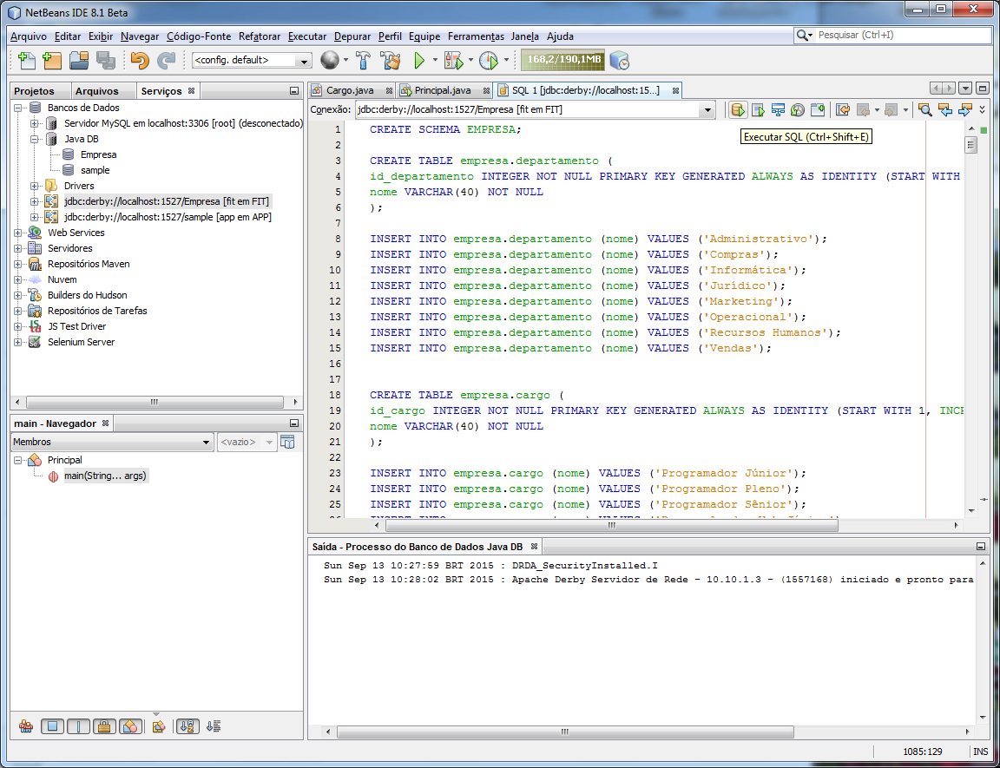 NetBeans IDE 8.1 Beta
Arquivo Editar Exibir Navegar Código-Fonte Refatorar Executar Depurar Perfil Equipe Ferramentas Janela Ajuda
Pesquisar (Ctrl+I)
<config. default>
168,2/190,1MB
Projetos Arquivos Serviços
Bancos de Dados
Servidor MySQL em localhost:3306 [root] (desconectado)
Java DB
Empresa
sample
Drivers
jdbc:derby://localhost:1527/Empresa [fit em FIT]
jdbc:derby://localhost:1527/sample [app em APP]
Web Services
Servidores
Repositórios Maven
Nuvem
Builders do Hudson
Repositórios de Tarefas
JS Test Driver
Selenium Server
main - Navegador
Membros
<vazio>
Principal
main(String... args)
Cargo.java Principal.java SQL 1 [jdbc:derby://localhost:15...]
Conexão: jdbc:derby://localhost:1527/Empresa [fit em FIT]
Executar SQL (Ctrl+Shift+E)
1 CREATE SCHEMA EMPRESA;
2
3 CREATE TABLE empresa.departamento (
4 id_departamento INTEGER NOT NULL PRIMARY KEY GENERATED ALWAYS AS IDENTITY (START WITH
5 nome VARCHAR(40) NOT NULL
6 );
7
8 INSERT INTO empresa.departamento (nome) VALUES ('Administrativo');
9 INSERT INTO empresa.departamento (nome) VALUES ('Compras');
10 INSERT INTO empresa.departamento (nome) VALUES ('Informática');
11 INSERT INTO empresa.departamento (nome) VALUES ('Jurídico');
12 INSERT INTO empresa.departamento (nome) VALUES ('Marketing');
13 INSERT INTO empresa.departamento (nome) VALUES ('Operacional');
14 INSERT INTO empresa.departamento (nome) VALUES ('Recursos Humanos');
15 INSERT INTO empresa.departamento (nome) VALUES ('Vendas');
16
17
18 CREATE TABLE empresa.cargo (
19 id_cargo INTEGER NOT NULL PRIMARY KEY GENERATED ALWAYS AS IDENTITY (START WITH 1, INCR
20 nome VARCHAR(40) NOT NULL
21 );
22
23 INSERT INTO empresa.cargo (nome) VALUES ('Programador Júnior');
24 INSERT INTO empresa.cargo (nome) VALUES ('Programador Pleno');
25 INSERT INTO empresa.cargo (nome) VALUES ('Programador Sênior');
Saída - Processo do Banco de Dados Java DB
Sun Sep 13 10:27:59 BRT 2015 : DRDA_SecurityInstalled.I
Sun Sep 13 10:28:02 BRT 2015 : Apache Derby Servidor de Rede - 10.10.1.3 - (1557168) iniciado e pronto para
1085:129 INS